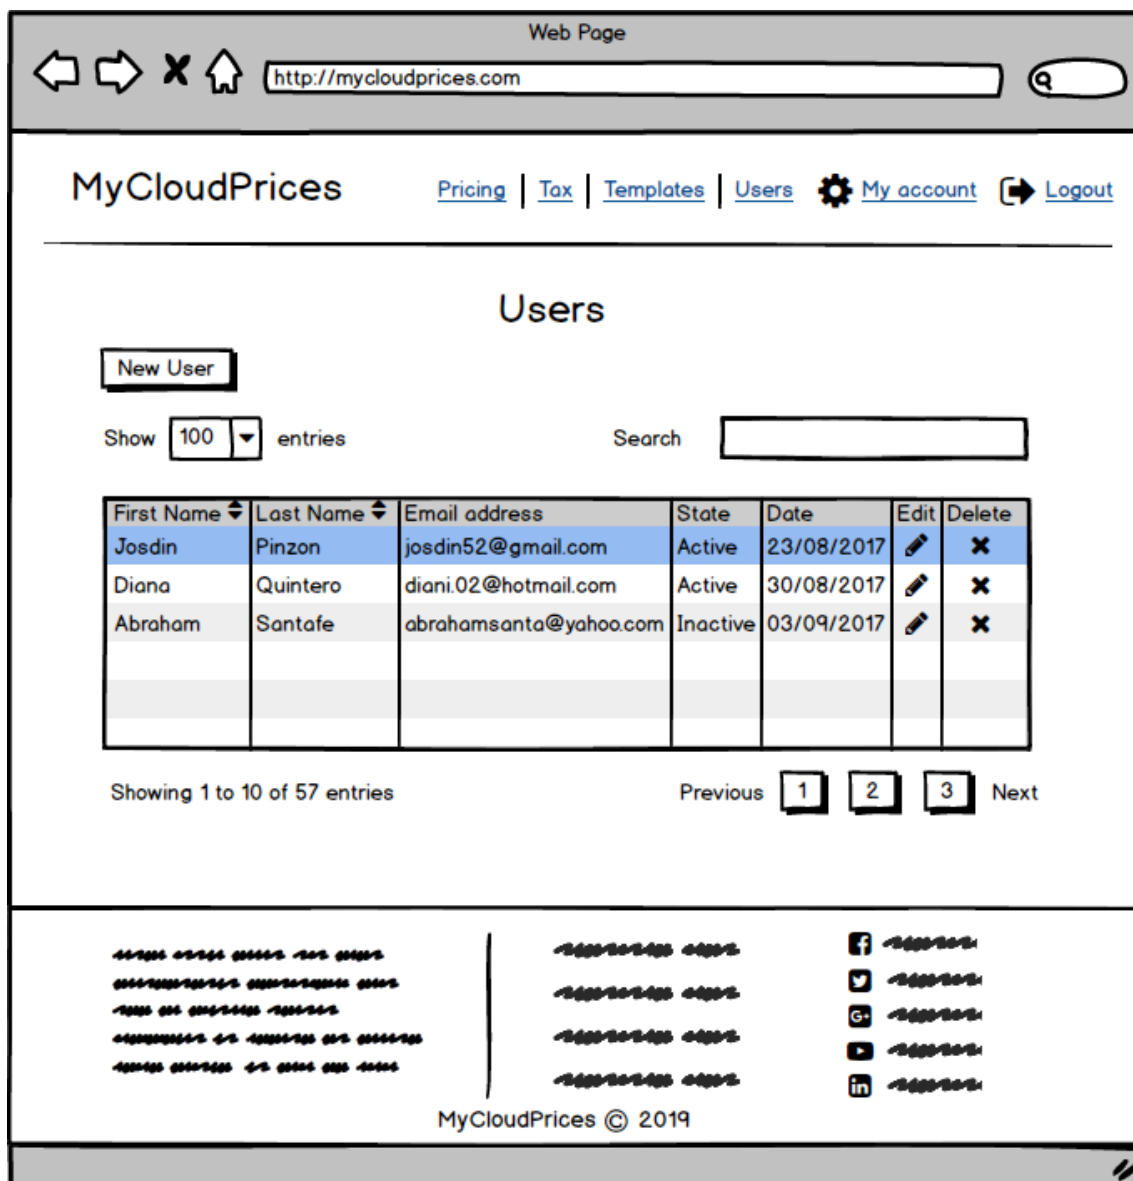 Web Page
http://mycloudprices.com
MyCloudPrices Pricing Tax Templates Users My account Logout
Users
New User
Show 100 entries Search
First Name Last Name Email address State Date Edit Delete
Josdin Pinzon josdin52@gmail.com Active 23/08/2017
Diana Quintero diani.02@hotmail.com Active 30/08/2017
Abraham Santafe abrahamsanta@yahoo.com Inactive 03/09/2017
Showing 1 to 10 of 57 entries Previous 1 2 3 Next
MyCloudPrices © 2019